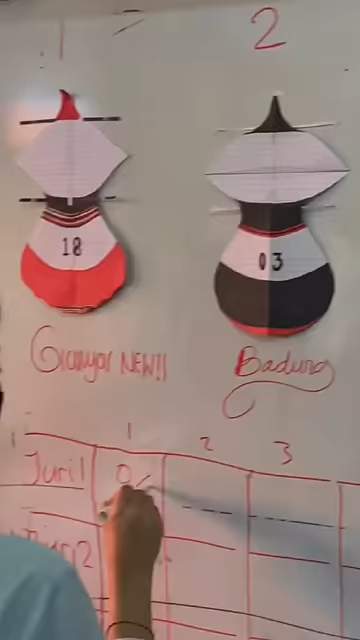 1 2
18 03
Gianyar NEW!!
Badung
1 2 3
Juri 1 0
Juri 2